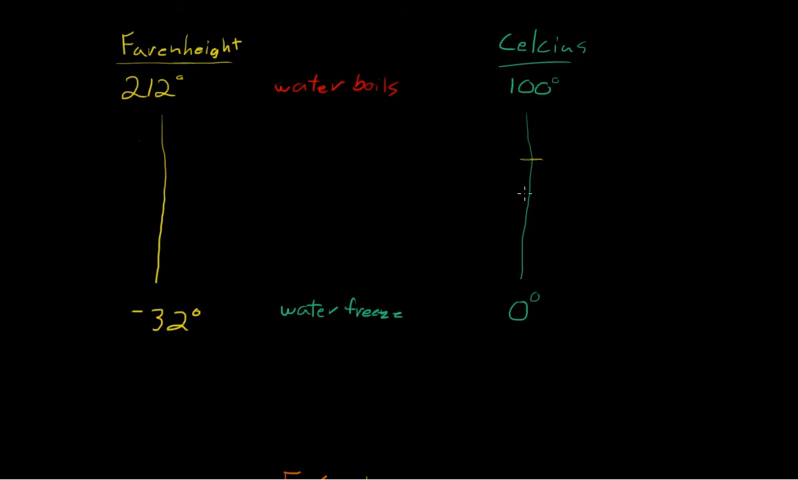 Farenheight Celcius
212° water boils 100°
-32° water freeze 0°